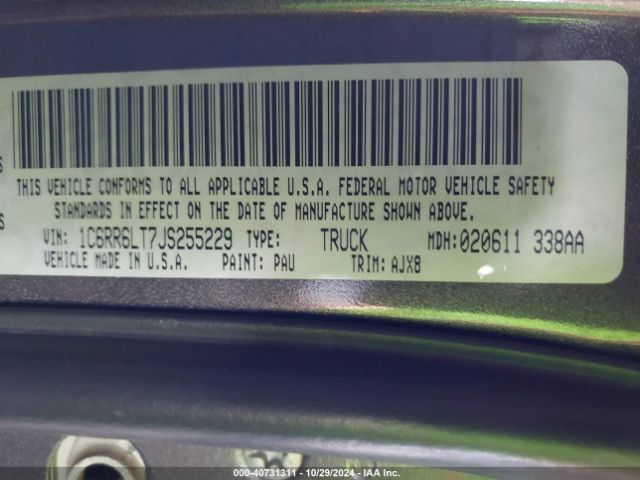 THIS VEHICLE CONFORMS TO ALL APPLICABLE U.S.A. FEDERAL MOTOR VEHICLE SAFETY
STANDARDS IN EFFECT ON THE DATE OF MANUFACTURE SHOWN ABOVE.
VIN: 1C6RR6LT7JS255229 TYPE: TRUCK MDH:020611 338AA
VEHICLE MADE IN U.S.A. PAINT: PAU TRIM: AJX8
000-40731311 - 10/29/2024 - IAA Inc.